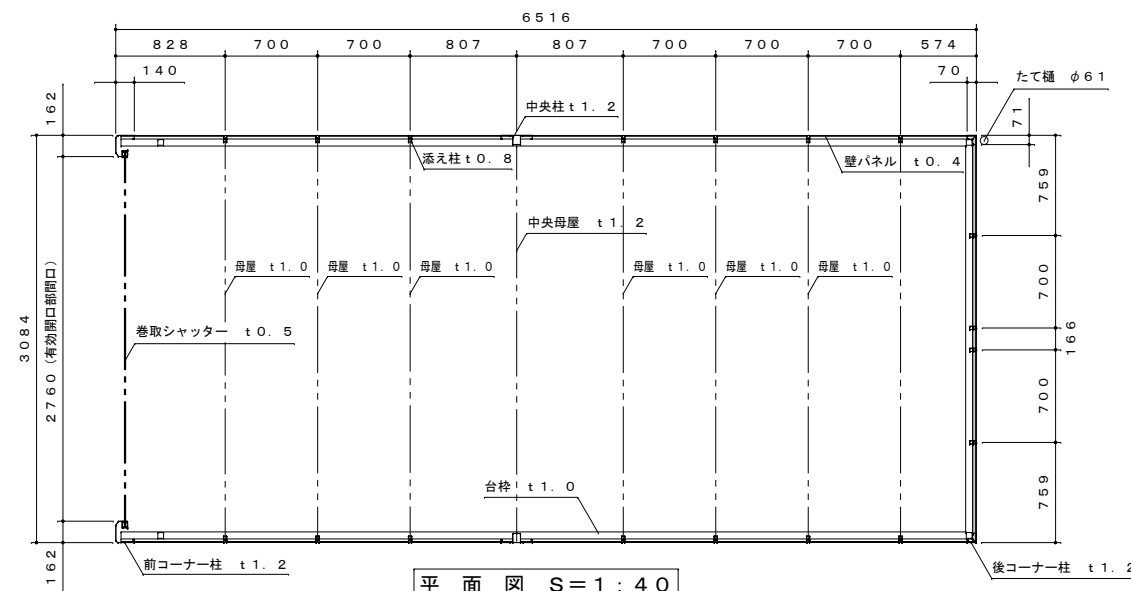 6516
828 700 700 807 807 700 700 700 574
140 70 たて樋 φ61
162
71
中央柱 t1.2
添え柱 t0.8
壁パネル t0.4
759
中央母屋 t1.2
母屋 t1.0 母屋 t1.0 母屋 t1.0 母屋 t1.0 母屋 t1.0 母屋 t1.0
700
3084
2760(有効開口部間口)
巻取シャッター t0.5
166
700
台枠 t1.0
759
162
前コーナー柱 t1.2
後コーナー柱 t1.2
平面図 S=1:40